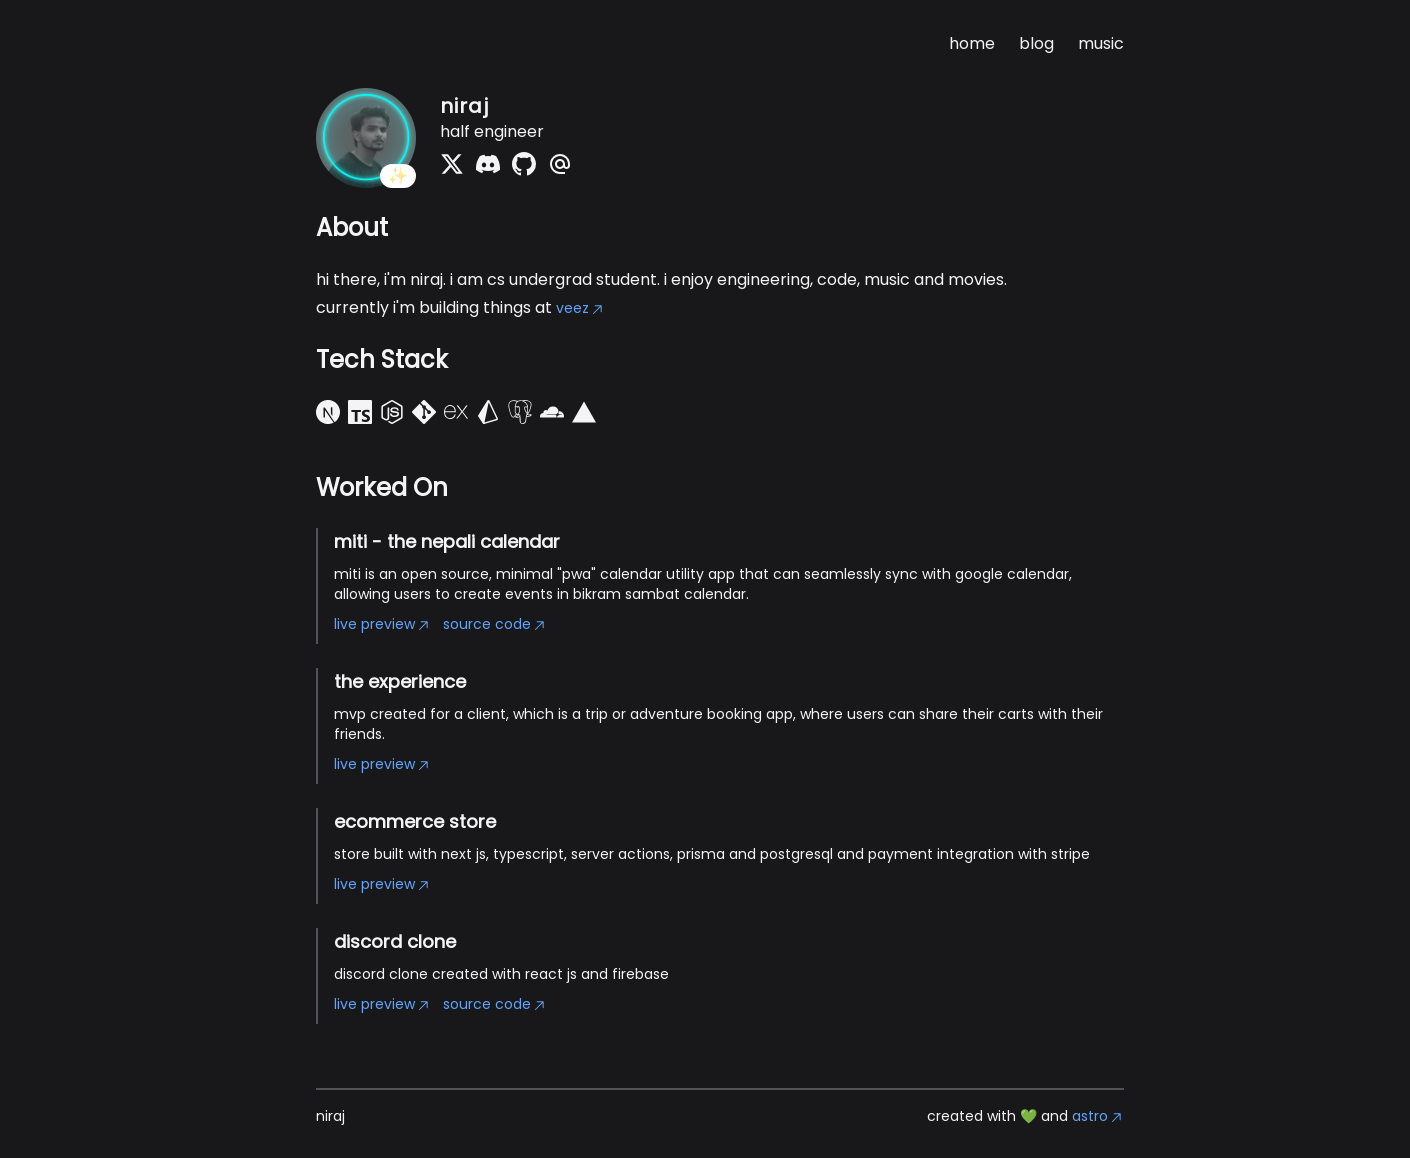 home blog music
niraj
half engineer
About
hi there, i'm niraj. i am cs undergrad student. i enjoy engineering, code, music and movies.
currently i'm building things at veez
Tech Stack
N TS JS ex
Worked On
miti - the nepali calendar
miti is an open source, minimal "pwa" calendar utility app that can seamlessly sync with google calendar,
allowing users to create events in bikram sambat calendar.
live preview source code
the experience
mvp created for a client, which is a trip or adventure booking app, where users can share their carts with their
friends.
live preview
ecommerce store
store built with next js, typescript, server actions, prisma and postgresql and payment integration with stripe
live preview
discord clone
discord clone created with react js and firebase
live preview source code
niraj
created with 💚 and astro